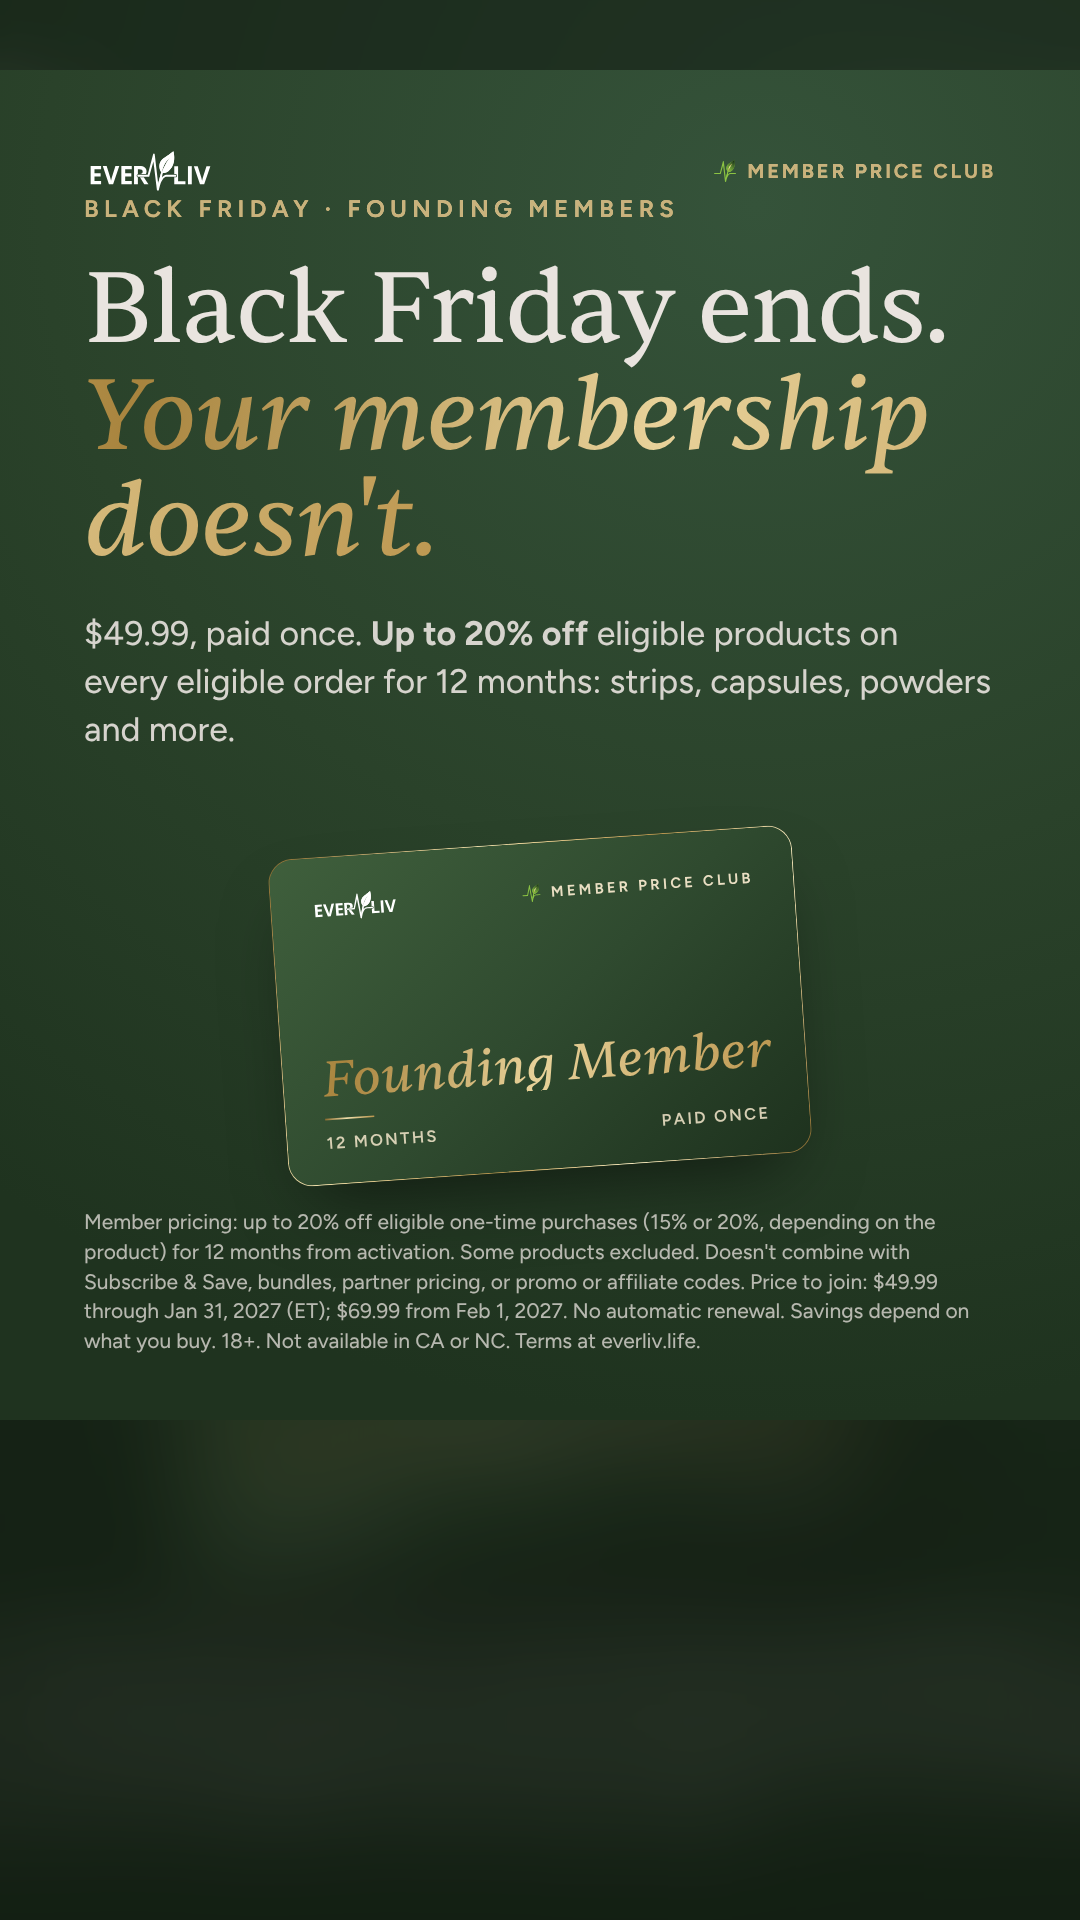 EVERLIV
MEMBER PRICE CLUB
BLACK FRIDAY · FOUNDING MEMBERS
Black Friday ends.
Your membership
doesn't.
$49.99, paid once. Up to 20% off eligible products on
every eligible order for 12 months: strips, capsules, powders
and more.
EVERLIV
MEMBER PRICE CLUB
Founding Member
12 MONTHS
PAID ONCE
Member pricing: up to 20% off eligible one-time purchases (15% or 20%, depending on the
product) for 12 months from activation. Some products excluded. Doesn't combine with
Subscribe & Save, bundles, partner pricing, or promo or affiliate codes. Price to join: $49.99
through Jan 31, 2027 (ET); $69.99 from Feb 1, 2027. No automatic renewal. Savings depend on
what you buy. 18+. Not available in CA or NC. Terms at everliv.life.